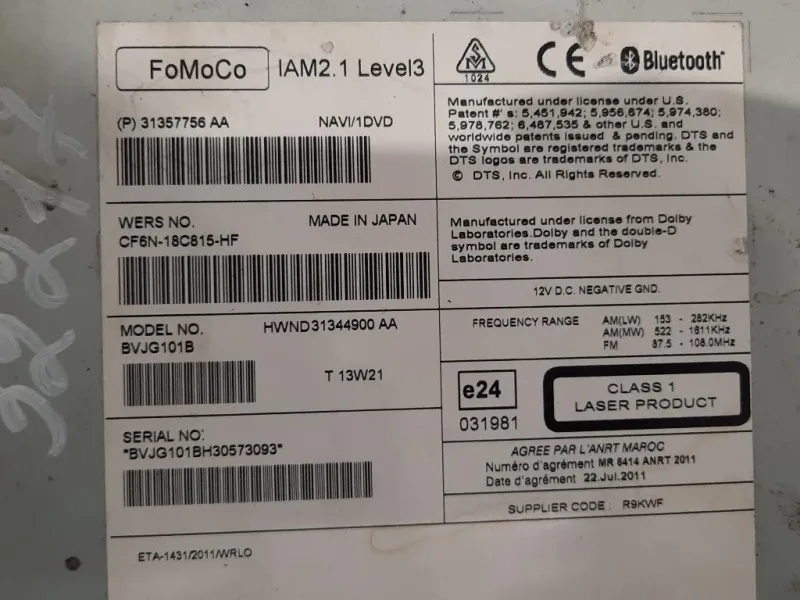 FoMoCo
IAM2.1 Level3
(P) 31357756 AA
NAVI/1DVD
WERS NO.
MADE IN JAPAN
CF6N-18C815-HF
MODEL NO.
HWND31344900 AA
BVJG101B
T 13W21
SERIAL NO:
*BVJG101BH30573093*
ETA-1431/2011/WRLO
1024
CE
Bluetooth
Manufactured under license under U.S.
Patent #' s: 5,451,942; 5,956,674; 5,974,380;
5,978,762; 6,487,535 & other U.S. and
worldwide patents issued & pending. DTS and
the Symbol are registered trademarks & the
DTS logos are trademarks of DTS, Inc.
© DTS, Inc. All Rights Reserved.
Manufactured under license from Dolby
Laboratories.Dolby and the double-D
symbol are trademarks of Dolby
Laboratories.
12V D.C. NEGATIVE GND.
FREQUENCY RANGE
AM(LW) 153 - 282KHz
AM(MW) 522 - 1611KHz
FM 87.5 - 108.0MHz
e24
031981
CLASS 1
LASER PRODUCT
AGREE PAR L'ANRT MAROC
Numéro d'agrément MR 6414 ANRT 2011
Date d'agrément 22.Jul.2011
SUPPLIER CODE : R9KWF